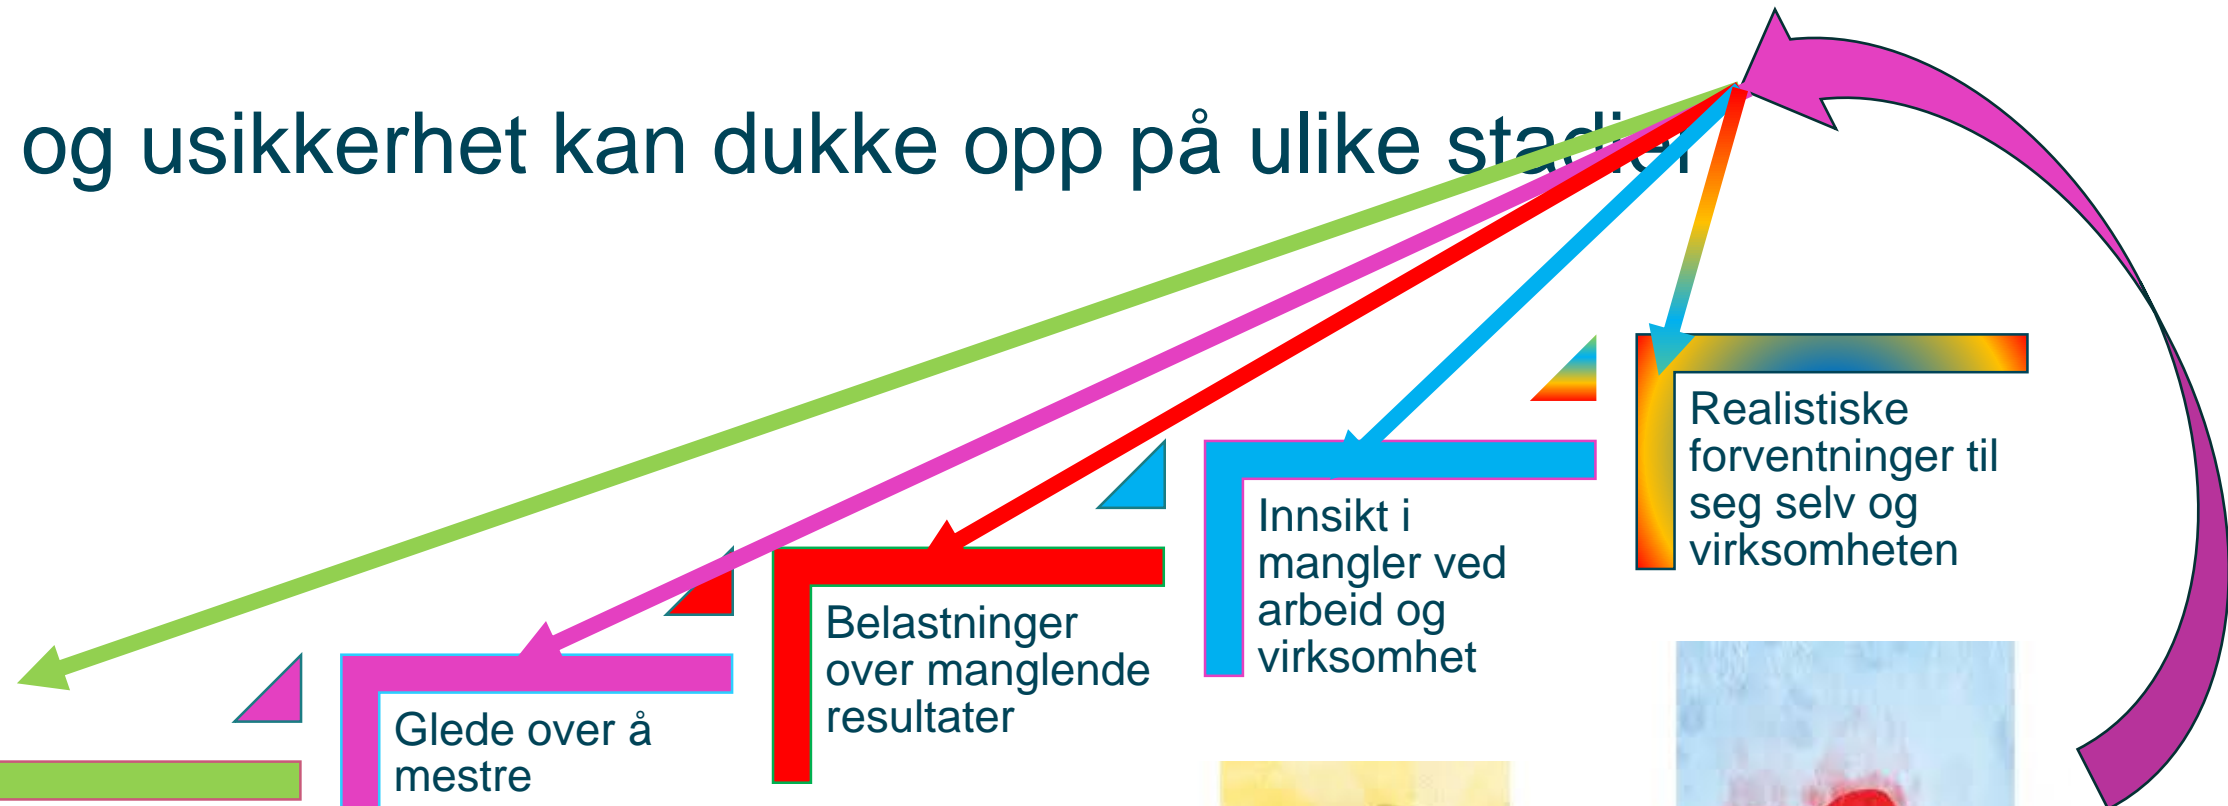 og usikkerhet kan dukke opp på ulike stadier
Realistiske
forventninger til
seg selv og
virksomheten
Innsikt i
mangler ved
arbeid og
virksomhet
Belastninger
over manglende
resultater
Glede over å
mestre